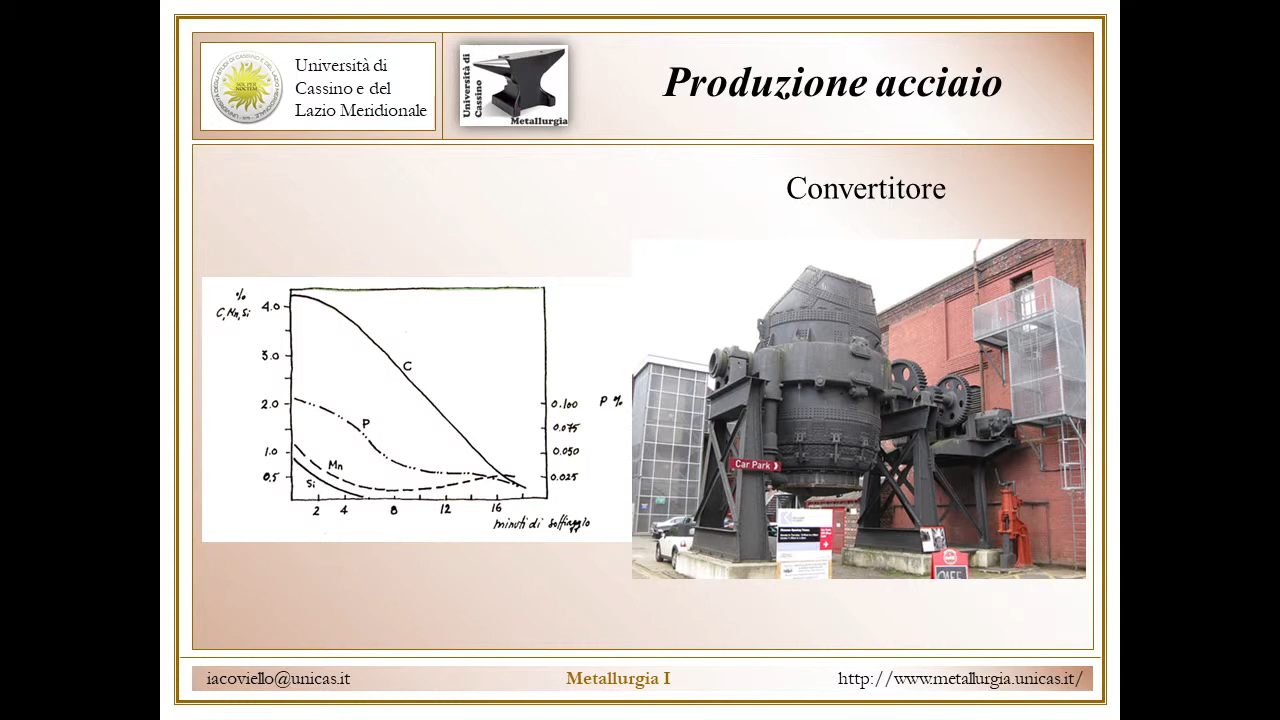 Università di
Cassino e del
Lazio Meridionale
Università di
Cassino
Metallurgia
Produzione acciaio
Convertitore
%
C, Mn, Si
4.0
3.0
2.0
1.0
0.5
C
P
Mn
Si
0.100
0.075
0.050
0.025
P %
2 4 8 12 16
minuti di soffiaggio
Car Park
CAFE
iacoviello@unicas.it
Metallurgia I
http://www.metallurgia.unicas.it/